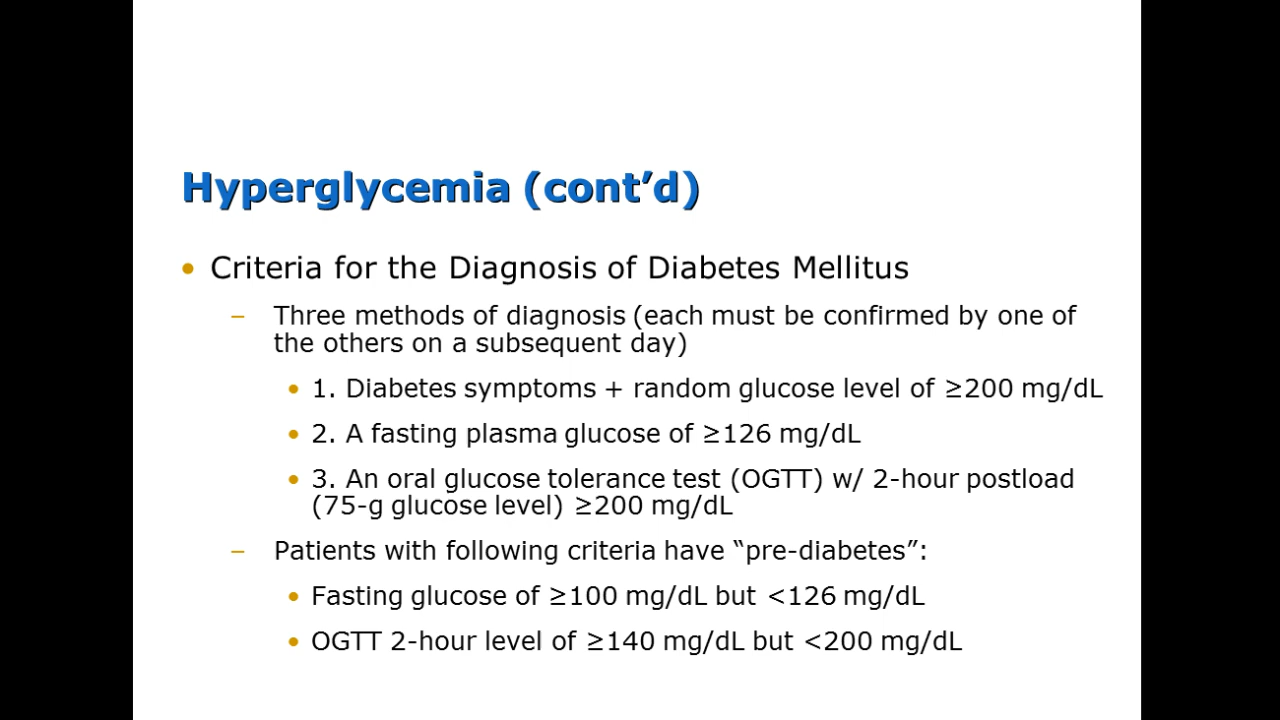 Hyperglycemia (cont’d)
• Criteria for the Diagnosis of Diabetes Mellitus
– Three methods of diagnosis (each must be confirmed by one of
the others on a subsequent day)
• 1. Diabetes symptoms + random glucose level of ≥200 mg/dL
• 2. A fasting plasma glucose of ≥126 mg/dL
• 3. An oral glucose tolerance test (OGTT) w/ 2-hour postload
(75-g glucose level) ≥200 mg/dL
– Patients with following criteria have “pre-diabetes”:
• Fasting glucose of ≥100 mg/dL but <126 mg/dL
• OGTT 2-hour level of ≥140 mg/dL but <200 mg/dL